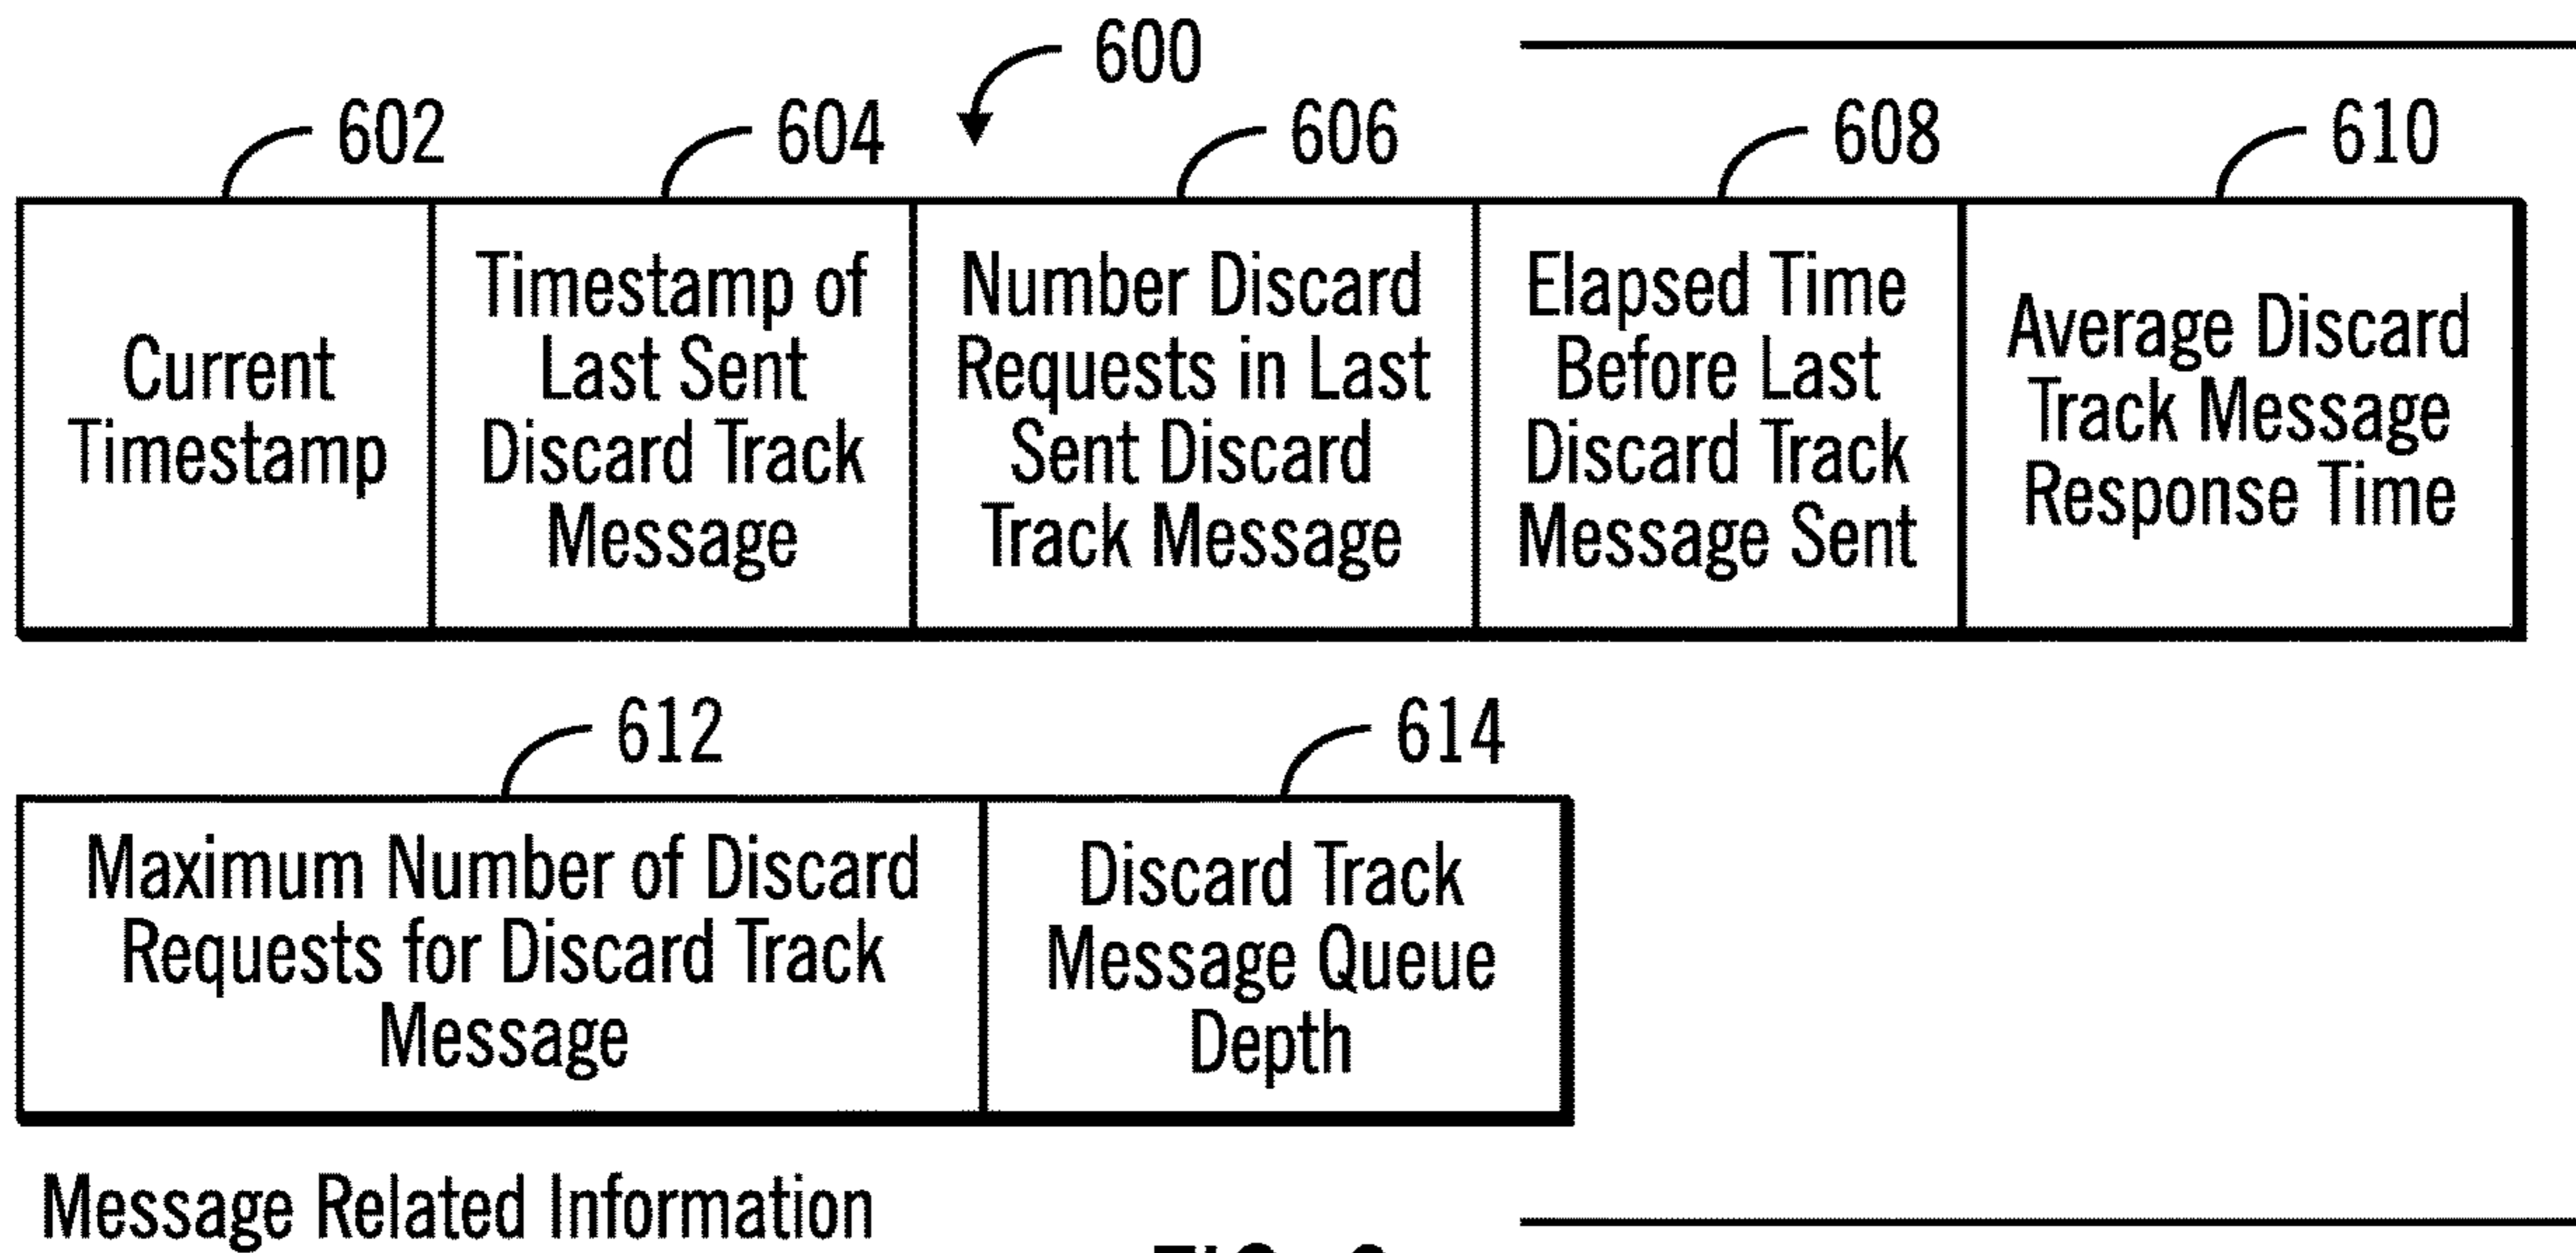 600
602
604
606
608
610
Current
Timestamp
Timestamp of
Last Sent
Discard Track
Message
Number Discard
Requests in Last
Sent Discard
Track Message
Elapsed Time
Before Last
Discard Track
Message Sent
Average Discard
Track Message
Response Time
612
614
Maximum Number of Discard
Requests for Discard Track
Message
Discard Track
Message Queue
Depth
Message Related Information